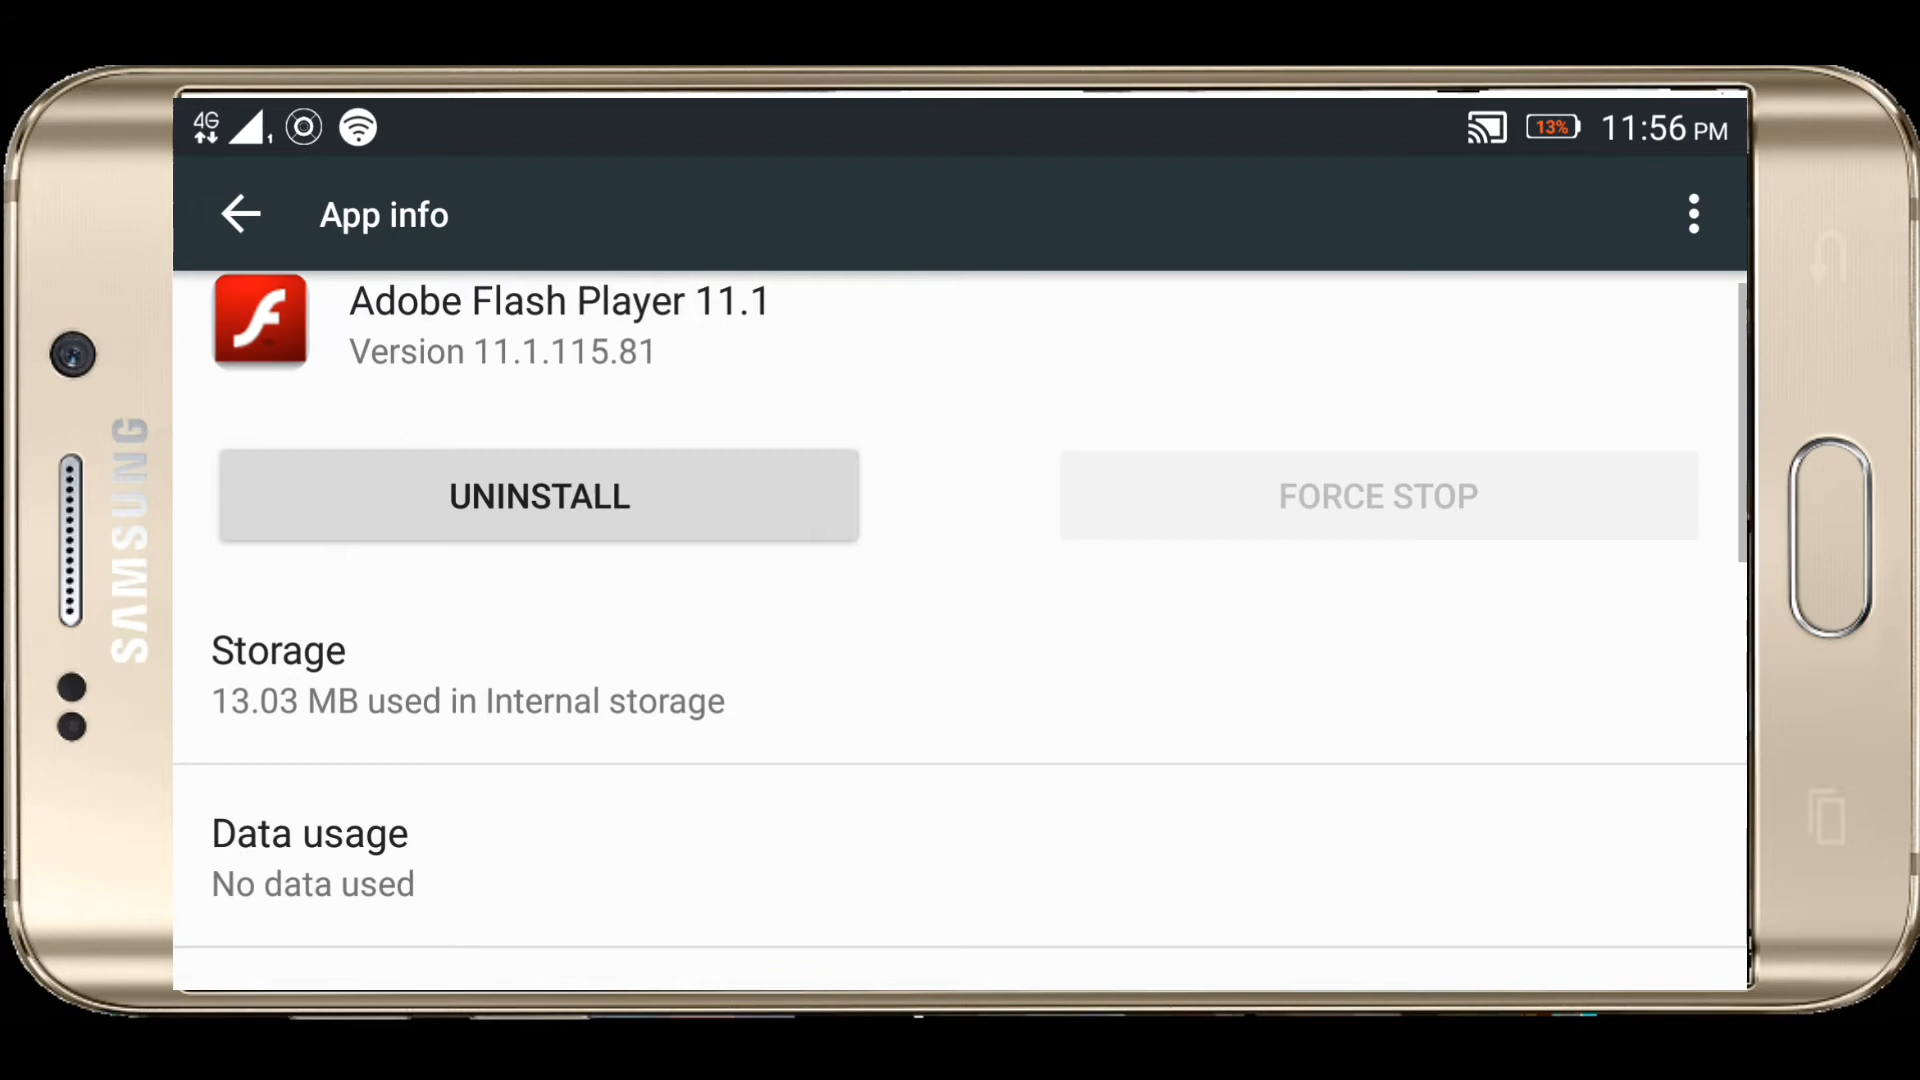 4G 1 13% 11:56 PM
App info
Adobe Flash Player 11.1
Version 11.1.115.81
UNINSTALL FORCE STOP
SAMSUNG
Storage
13.03 MB used in Internal storage
Data usage
No data used